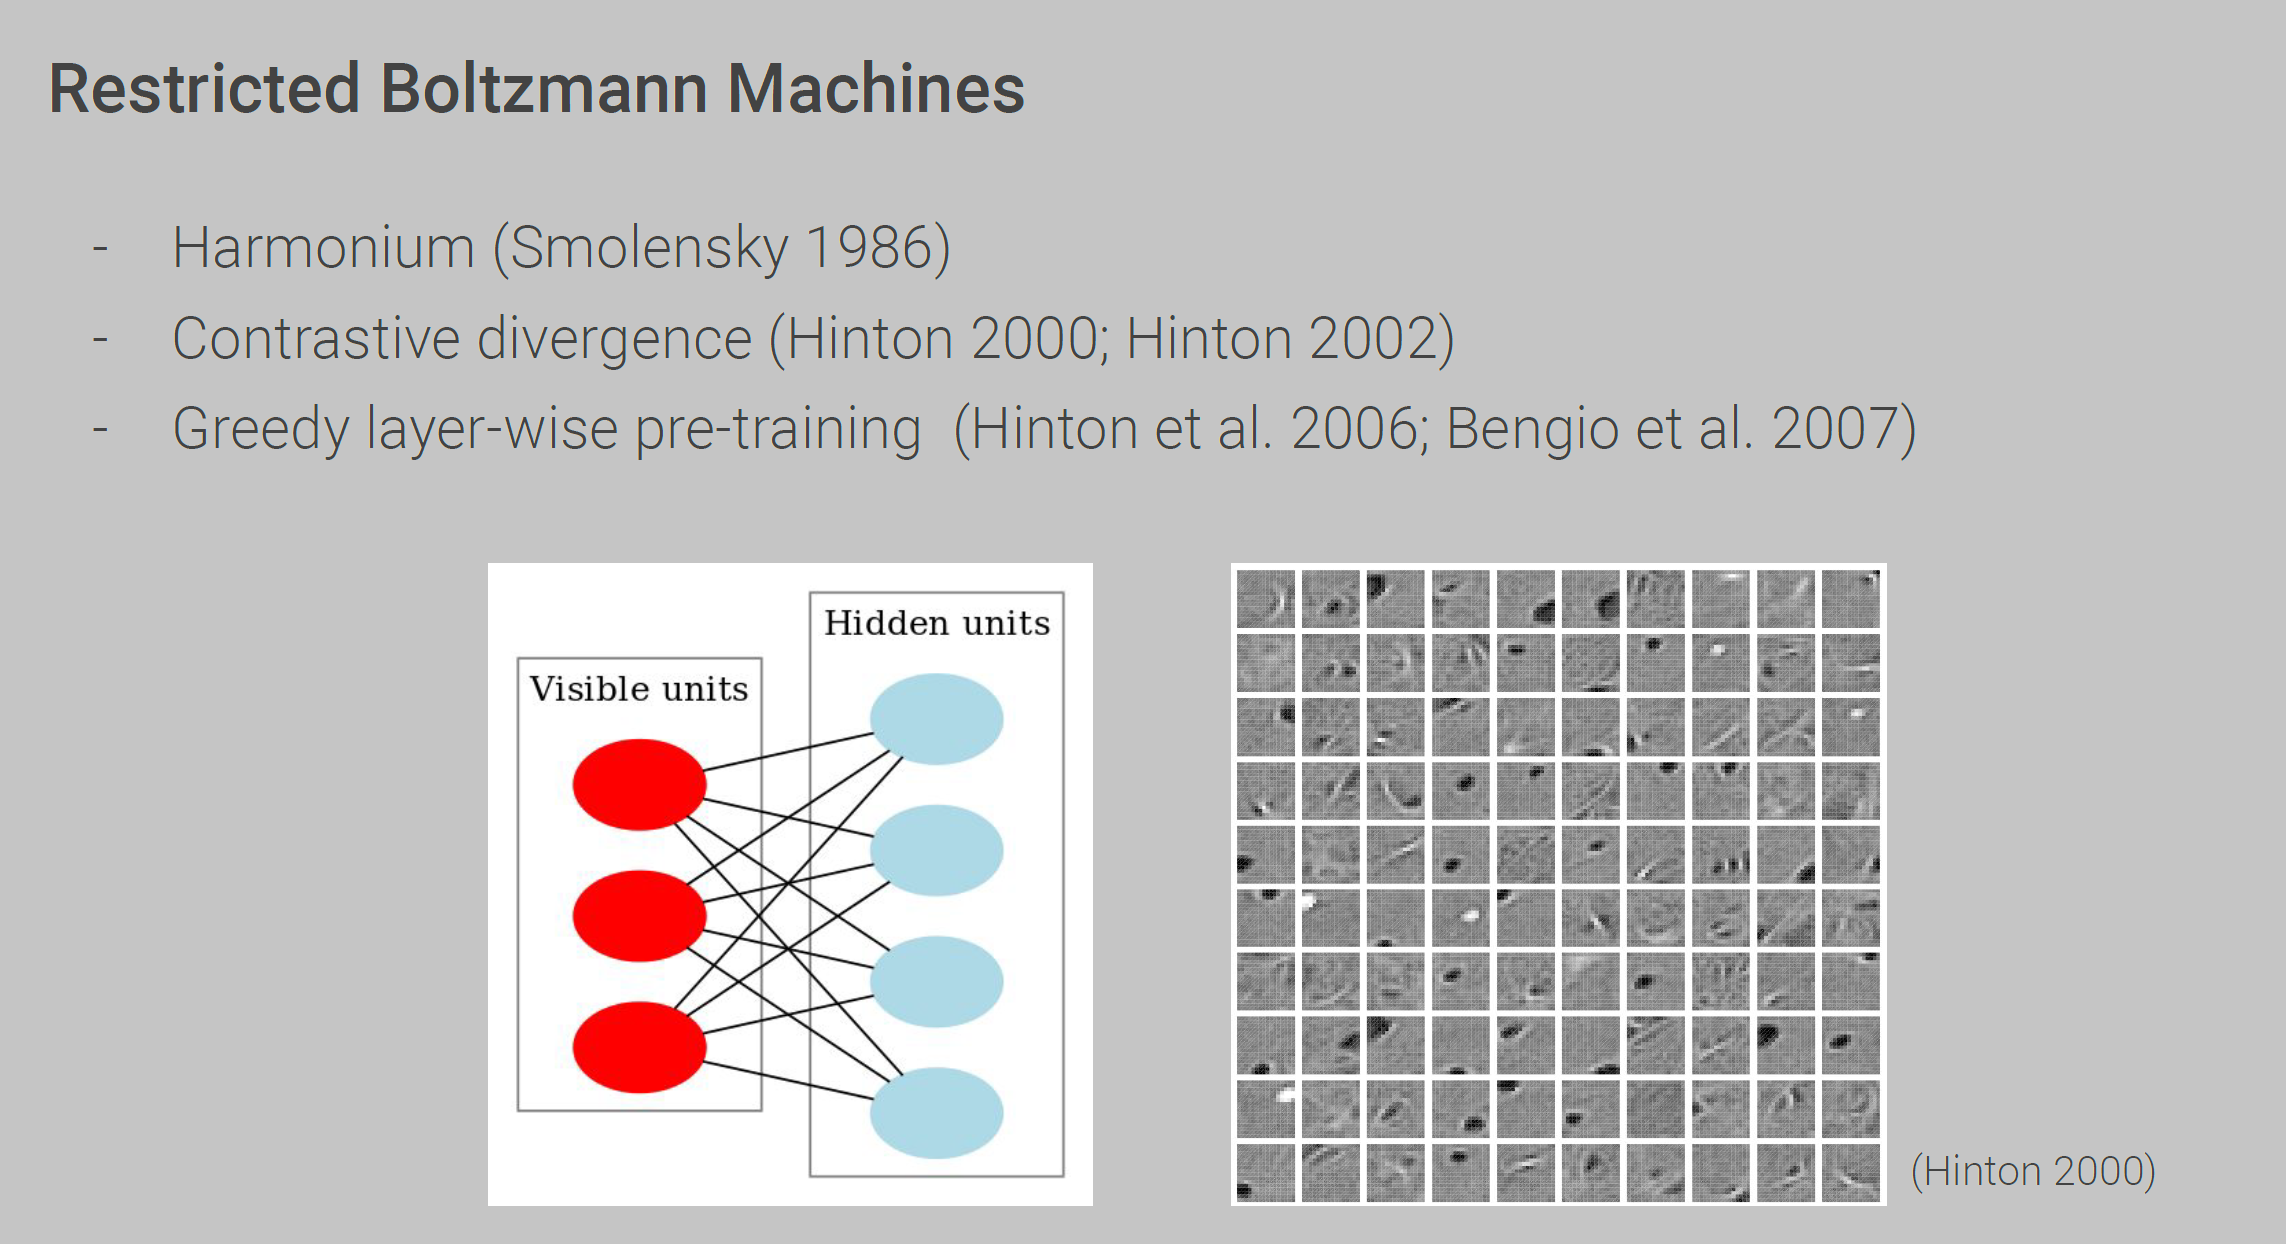 Restricted Boltzmann Machines
- Harmonium (Smolensky 1986)
- Contrastive divergence (Hinton 2000; Hinton 2002)
- Greedy layer-wise pre-training  (Hinton et al. 2006; Bengio et al. 2007)
Hidden units
Visible units
(Hinton 2000)